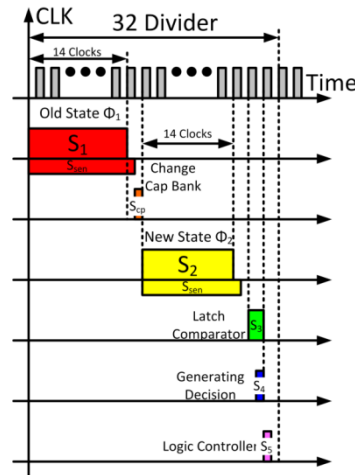 CLK
32 Divider
14 Clocks
Time
Old State Φ1
14 Clocks
S1
Ssen
Change
Cap Bank
Scp
New State Φ2
S2
Ssen
Latch
Comparator
S3
Generating
Decision
S4
Logic Controller
S5